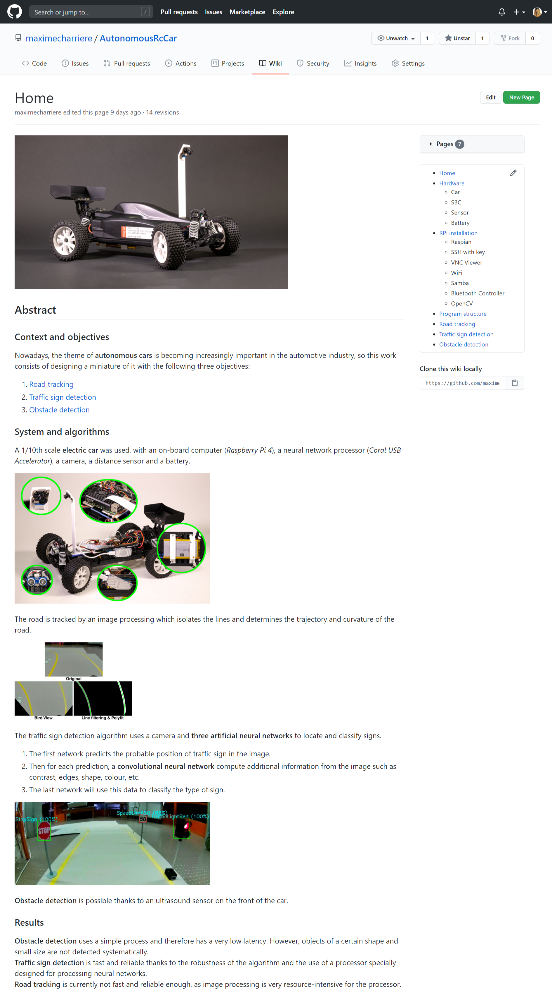 Search or jump to...
/
Pull requests
Issues
Marketplace
Explore
maximecharriere / AutonomousRcCar
Unwatch
1
Unstar
1
Fork
0
Code
Issues
Pull requests
Actions
Projects
Wiki
Security
Insights
Settings
Home
Edit
New Page
maximecharriere edited this page 9 days ago · 14 revisions
Pages 7
Home
Hardware
Car
SBC
Sensor
Battery
RPi installation
Raspian
SSH with key
VNC Viewer
WiFi
Samba
Bluetooth Controller
OpenCV
Program structure
Road tracking
Traffic sign detection
Obstacle detection
Clone this wiki locally
https://github.com/maxime
Abstract
Context and objectives
Nowadays, the theme of autonomous cars is becoming increasingly important in the automotive industry, so this work
consists of designing a miniature of it with the following three objectives:
1. Road tracking
2. Traffic sign detection
3. Obstacle detection
System and algorithms
A 1/10th scale electric car was used, with an on-board computer (Raspberry Pi 4), a neural network processor (Coral USB
Accelerator), a camera, a distance sensor and a battery.
The road is tracked by an image processing which isolates the lines and determines the trajectory and curvature of the
road.
Original
Bird View
Line filtering & Polyfit
The traffic sign detection algorithm uses a camera and three artificial neural networks to locate and classify signs.
1. The first network predicts the probable position of traffic sign in the image.
2. Then for each prediction, a convolutional neural network compute additional information from the image such as
contrast, edges, shape, colour, etc.
3. The last network will use this data to classify the type of sign.
StopSign (100%)
STOP
SpeedLimit50
50
TrafficLightRed (100%)
Obstacle detection is possible thanks to an ultrasound sensor on the front of the car.
Results
Obstacle detection uses a simple process and therefore has a very low latency. However, objects of a certain shape and
small size are not detected systematically.
Traffic sign detection is fast and reliable thanks to the robustness of the algorithm and the use of a processor specially
designed for processing neural networks.
Road tracking is currently not fast and reliable enough, as image processing is very resource-intensive for the processor.